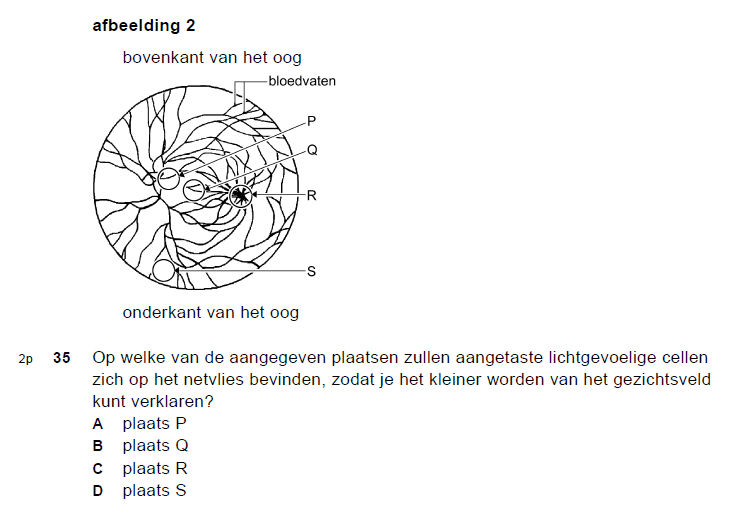 afbeelding 2
bovenkant van het oog
bloedvaten
P
Q
R
S
onderkant van het oog
2p 35 Op welke van de aangegeven plaatsen zullen aangetaste lichtgevoelige cellen
zich op het netvlies bevinden, zodat je het kleiner worden van het gezichtsveld
kunt verklaren?
A plaats P
B plaats Q
C plaats R
D plaats S